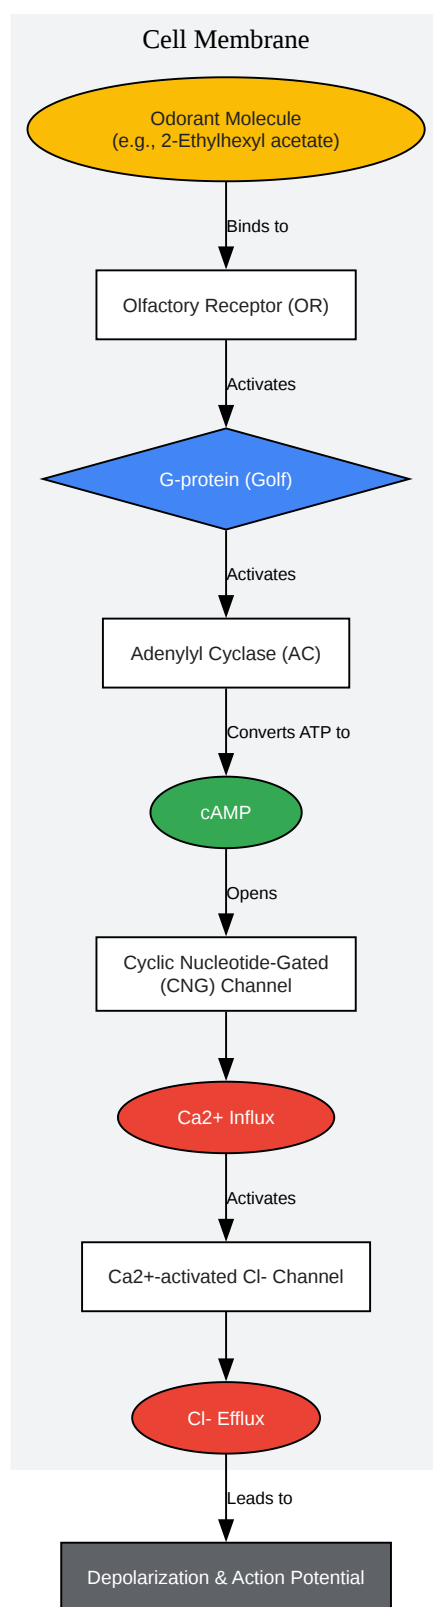 Cell Membrane
Odorant Molecule
(e.g., 2-Ethylhexyl acetate)
Binds to
Olfactory Receptor (OR)
Activates
G-protein (Golf)
Activates
Adenylyl Cyclase (AC)
Converts ATP to
cAMP
Opens
Cyclic Nucleotide-Gated
(CNG) Channel
Ca2+ Influx
Activates
Ca2+-activated Cl- Channel
Cl- Efflux
Leads to
Depolarization & Action Potential